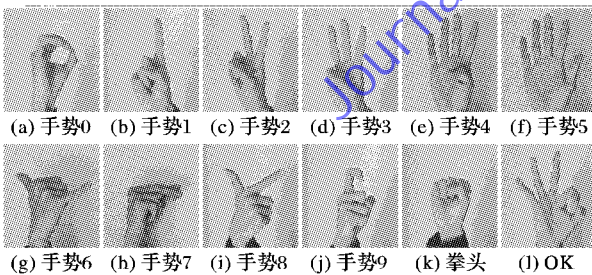 Journa
(a) 手势0 (b) 手势1 (c) 手势2 (d) 手势3 (e) 手势4 (f) 手势5
(g) 手势6 (h) 手势7 (i) 手势8 (j) 手势9 (k) 拳头 (l) OK